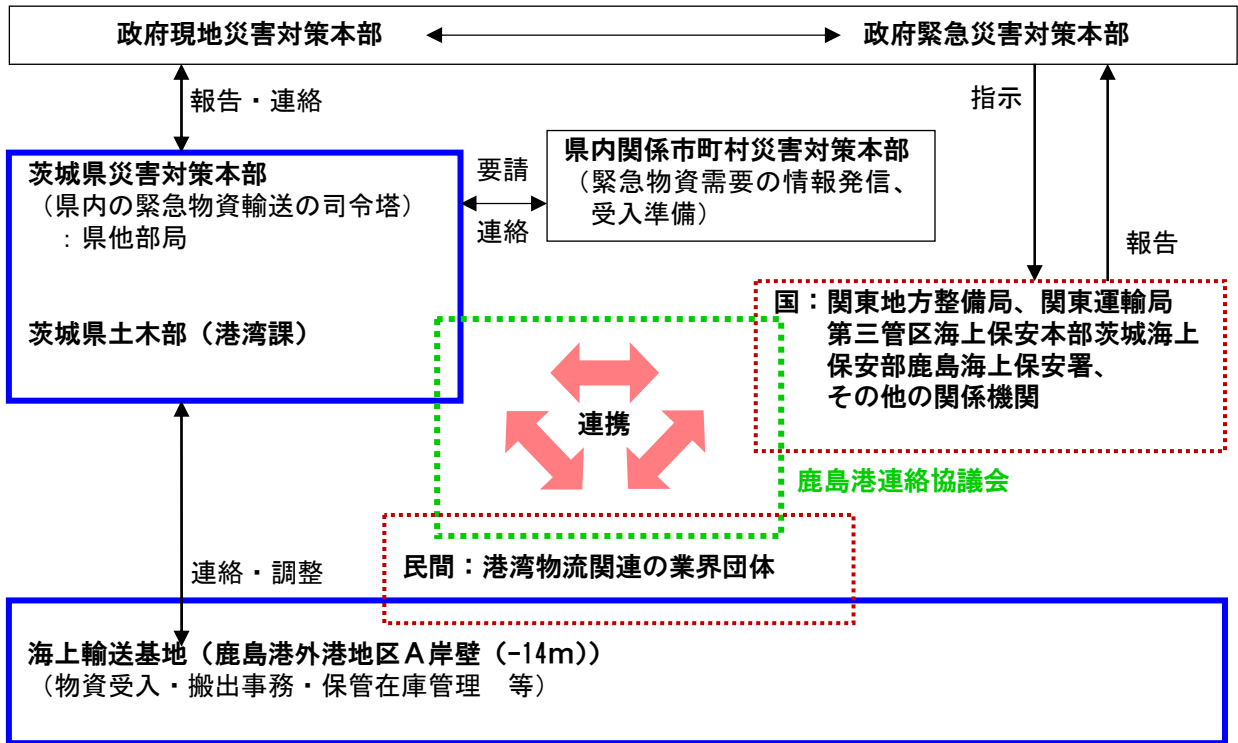 政府現地災害対策本部
政府緊急災害対策本部
報告・連絡
指示
茨城県災害対策本部
（県内の緊急物資輸送の司令塔）
：県他部局
茨城県土木部（港湾課）
要請
連絡
県内関係市町村災害対策本部
（緊急物資需要の情報発信、
受入準備）
報告
国：関東地方整備局、関東運輸局
第三管区海上保安本部茨城海上
保安部鹿島海上保安署、
その他の関係機関
連携
鹿島港連絡協議会
民間：港湾物流関連の業界団体
連絡・調整
海上輸送基地（鹿島港外港地区Ａ岸壁（-14m））
（物資受入・搬出事務・保管在庫管理　等）